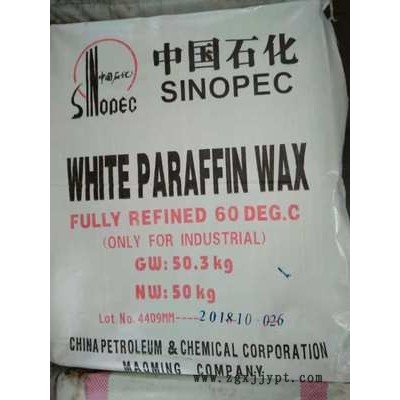 中国石化
SINOPEC
中国石化
SINOPEC
WHITE PARAFFIN WAX
FULLY REFINED 60 DEG.C
(ONLY FOR INDUSTRIAL)
GW: 50.3kg
NW: 50kg
Lot No. 4409MM----2018-10-026
CHINA PETROLEUM & CHEMICAL CORPORATION
MAOMING COMPANY
www.zgxjjypt.com